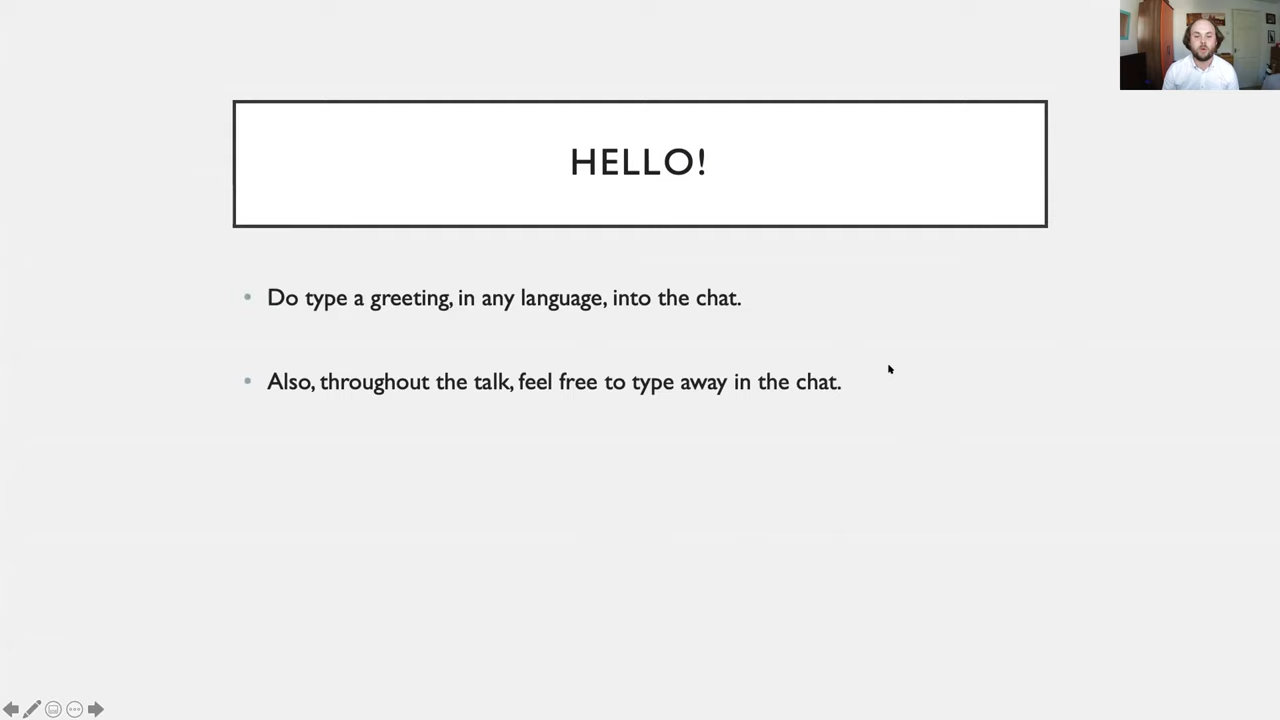 HELLO!
Do type a greeting, in any language, into the chat.
Also, throughout the talk, feel free to type away in the chat.